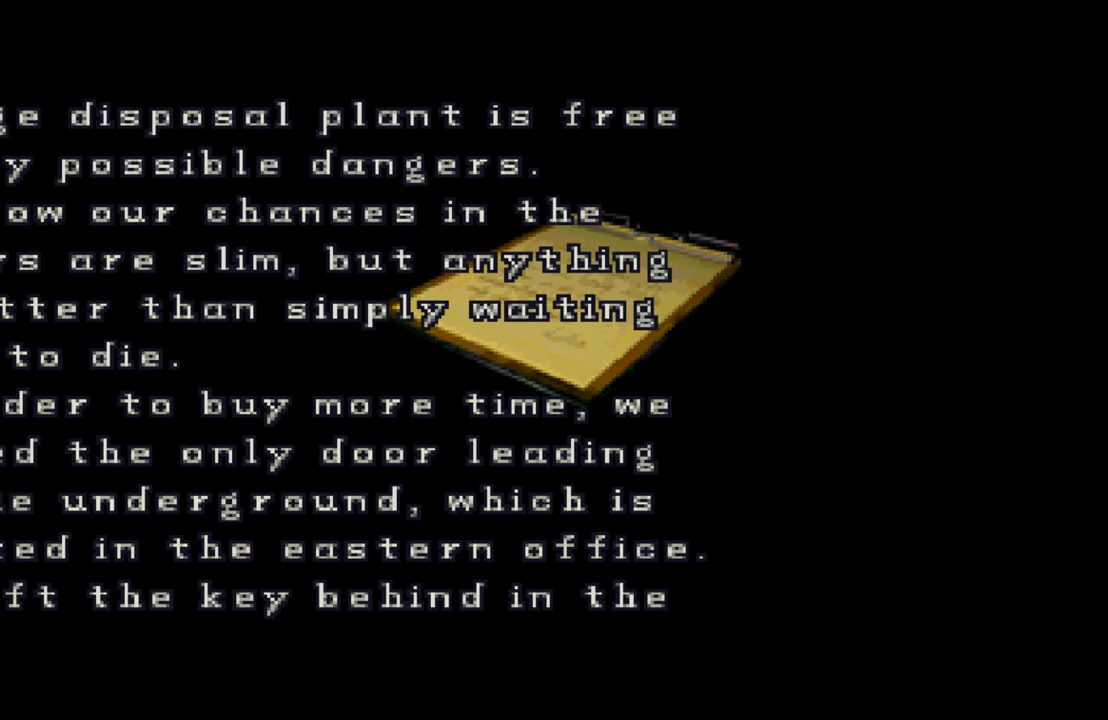 ge disposal plant is free
y possible dangers.
ow our chances in the
rs are slim, but anything
tter than simply waiting
to die.
der to buy more time, we
ed the only door leading
e underground, which is
ted in the eastern office.
ft the key behind in the